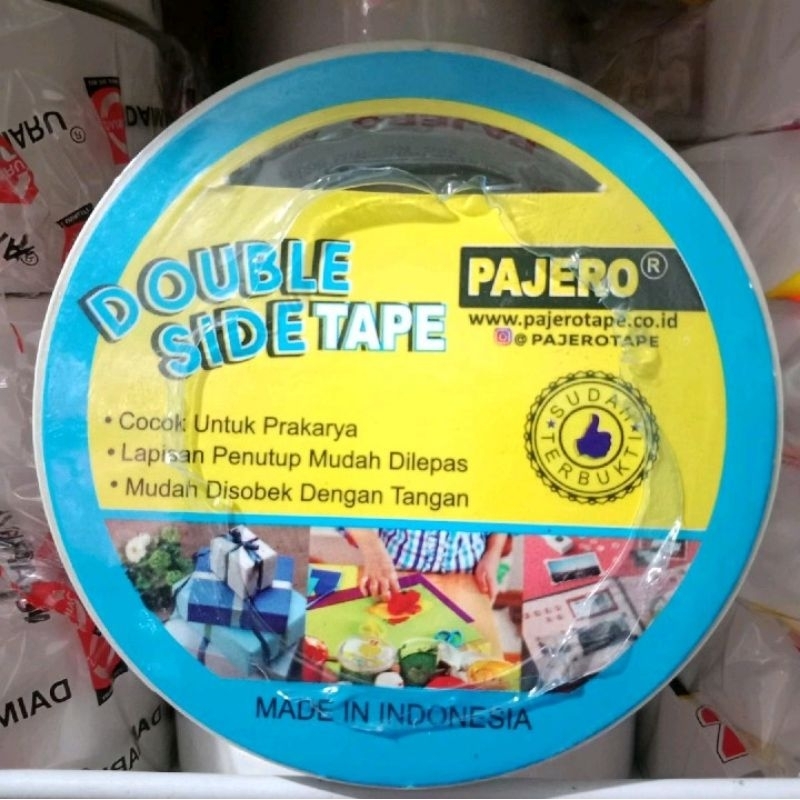 PAJERO
DOUBLE
SIDE TAPE
PAJERO®
www.pajerotape.co.id
@ PAJEROTAPE
SUDAH
TERBUKTI
• Cocok Untuk Prakarya
• Lapisan Penutup Mudah Dilepas
• Mudah Disobek Dengan Tangan
MADE IN INDONESIA